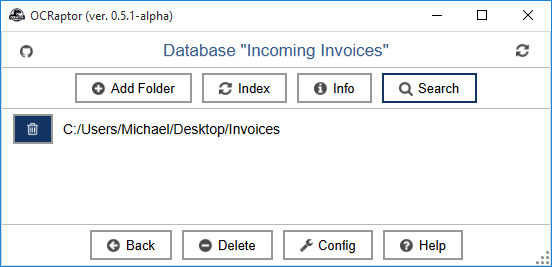 OCRaptor (ver. 0.5.1-alpha)
Database "Incoming Invoices"
Add Folder Index Info Search
C:/Users/Michael/Desktop/Invoices
Back Delete Config Help